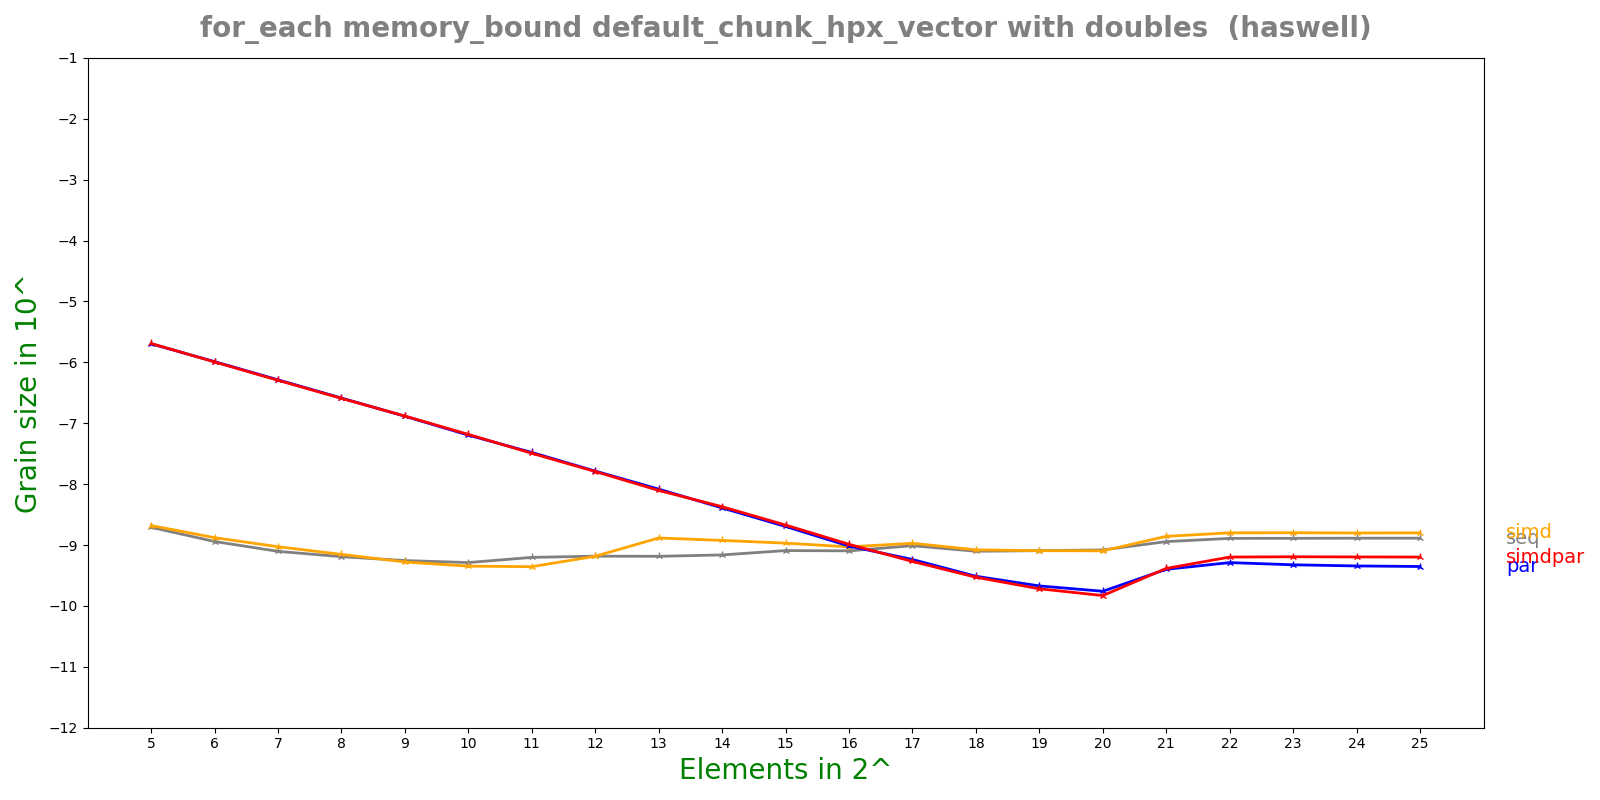 for_each memory_bound default_chunk_hpx_vector with doubles (haswell)
Grain size in 10^
−1
−2
−3
−4
−5
−6
−7
−8
−9
−10
−11
−12
simd
seq
simdpar
par
5 6 7 8 9 10 11 12 13 14 15 16 17 18 19 20 21 22 23 24 25
Elements in 2^